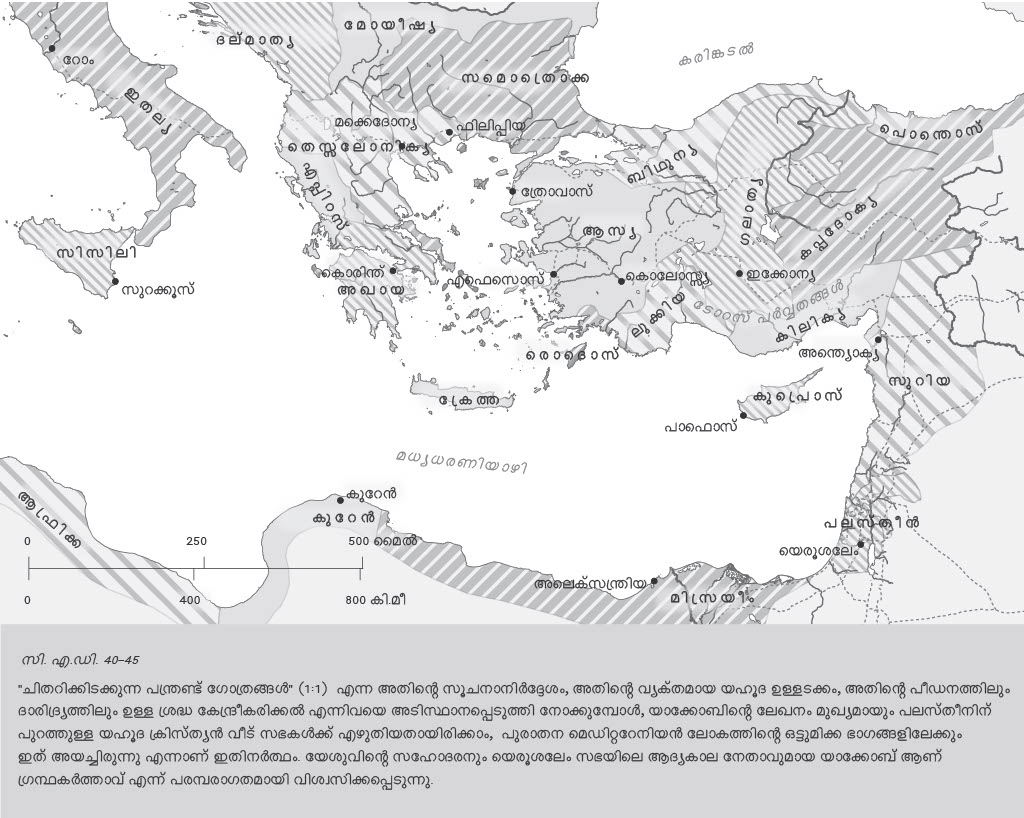 മോയീഷ്യ
ദല്മാത്യ
കരിങ്കടൽ
റോം
സമൊത്രൊക്ക
ഇതല്യ
മക്കെദോന്യ
ഫിലിപ്പിയ
പൊന്തൊസ്
തെസ്സലോനിക്യ
ബിഥുന്യ
എപ്പിറസ്
ത്രോവാസ്
ഗലാത്യ
കപ്പദോക്യ
ആസ്യ
സിസിലി
കൊരിന്ത്
എഫെസൊസ്
കൊലോസ്സ്യ
ഇക്കോന്യ
സുറക്കൂസ്
അഖായ
ടോറസ് പർവ്വതങ്ങൾ
ലുക്കിയ
കിലിക്യ
രൊദൊസ്
അന്ത്യൊക്യ
സുറിയ
ക്രേത്ത
കുപ്രൊസ്
പാഫൊസ്
മധ്യധരണിയാഴി
ആഫ്രിക്ക
കുറേൻ
കുറേൻ
പലസ്തീൻ
0 250 500 മൈൽ
യെരൂശലേം
അലെക്സന്ത്രിയ
0 400 800 കി.മീ
മിസ്രയീം
സി. എ.ഡി. 40–45
"ചിതറിക്കിടക്കുന്ന പന്ത്രണ്ട് ഗോത്രങ്ങൾ" (1:1) എന്ന അതിന്റെ സൂചനാനിർദ്ദേശം, അതിന്റെ വ്യക്തമായ യഹൂദ ഉള്ളടക്കം, അതിന്റെ പീഡനത്തിലും
ദാരിദ്ര്യത്തിലും ഉള്ള ശ്രദ്ധ കേന്ദ്രീകരിക്കൽ എന്നിവയെ അടിസ്ഥാനപ്പെടുത്തി നോക്കുമ്പോൾ, യാക്കോബിന്റെ ലേഖനം മുഖ്യമായും പലസ്തീനിന്
പുറത്തുള്ള യഹൂദ ക്രിസ്ത്യൻ വീട് സഭകൾക്ക് എഴുതിയതായിരിക്കാം, പുരാതന മെഡിറ്ററേനിയൻ ലോകത്തിന്റെ ഒട്ടുമിക്ക ഭാഗങ്ങളിലേക്കും
ഇത് അയച്ചിരുന്നു എന്നാണ് ഇതിനർത്ഥം. യേശുവിന്റെ സഹോദരനും യെരൂശലേം സഭയിലെ ആദ്യകാല നേതാവുമായ യാക്കോബ് ആണ്
ഗ്രന്ഥകർത്താവ് എന്ന് പരമ്പരാഗതമായി വിശ്വസിക്കപ്പെടുന്നു.